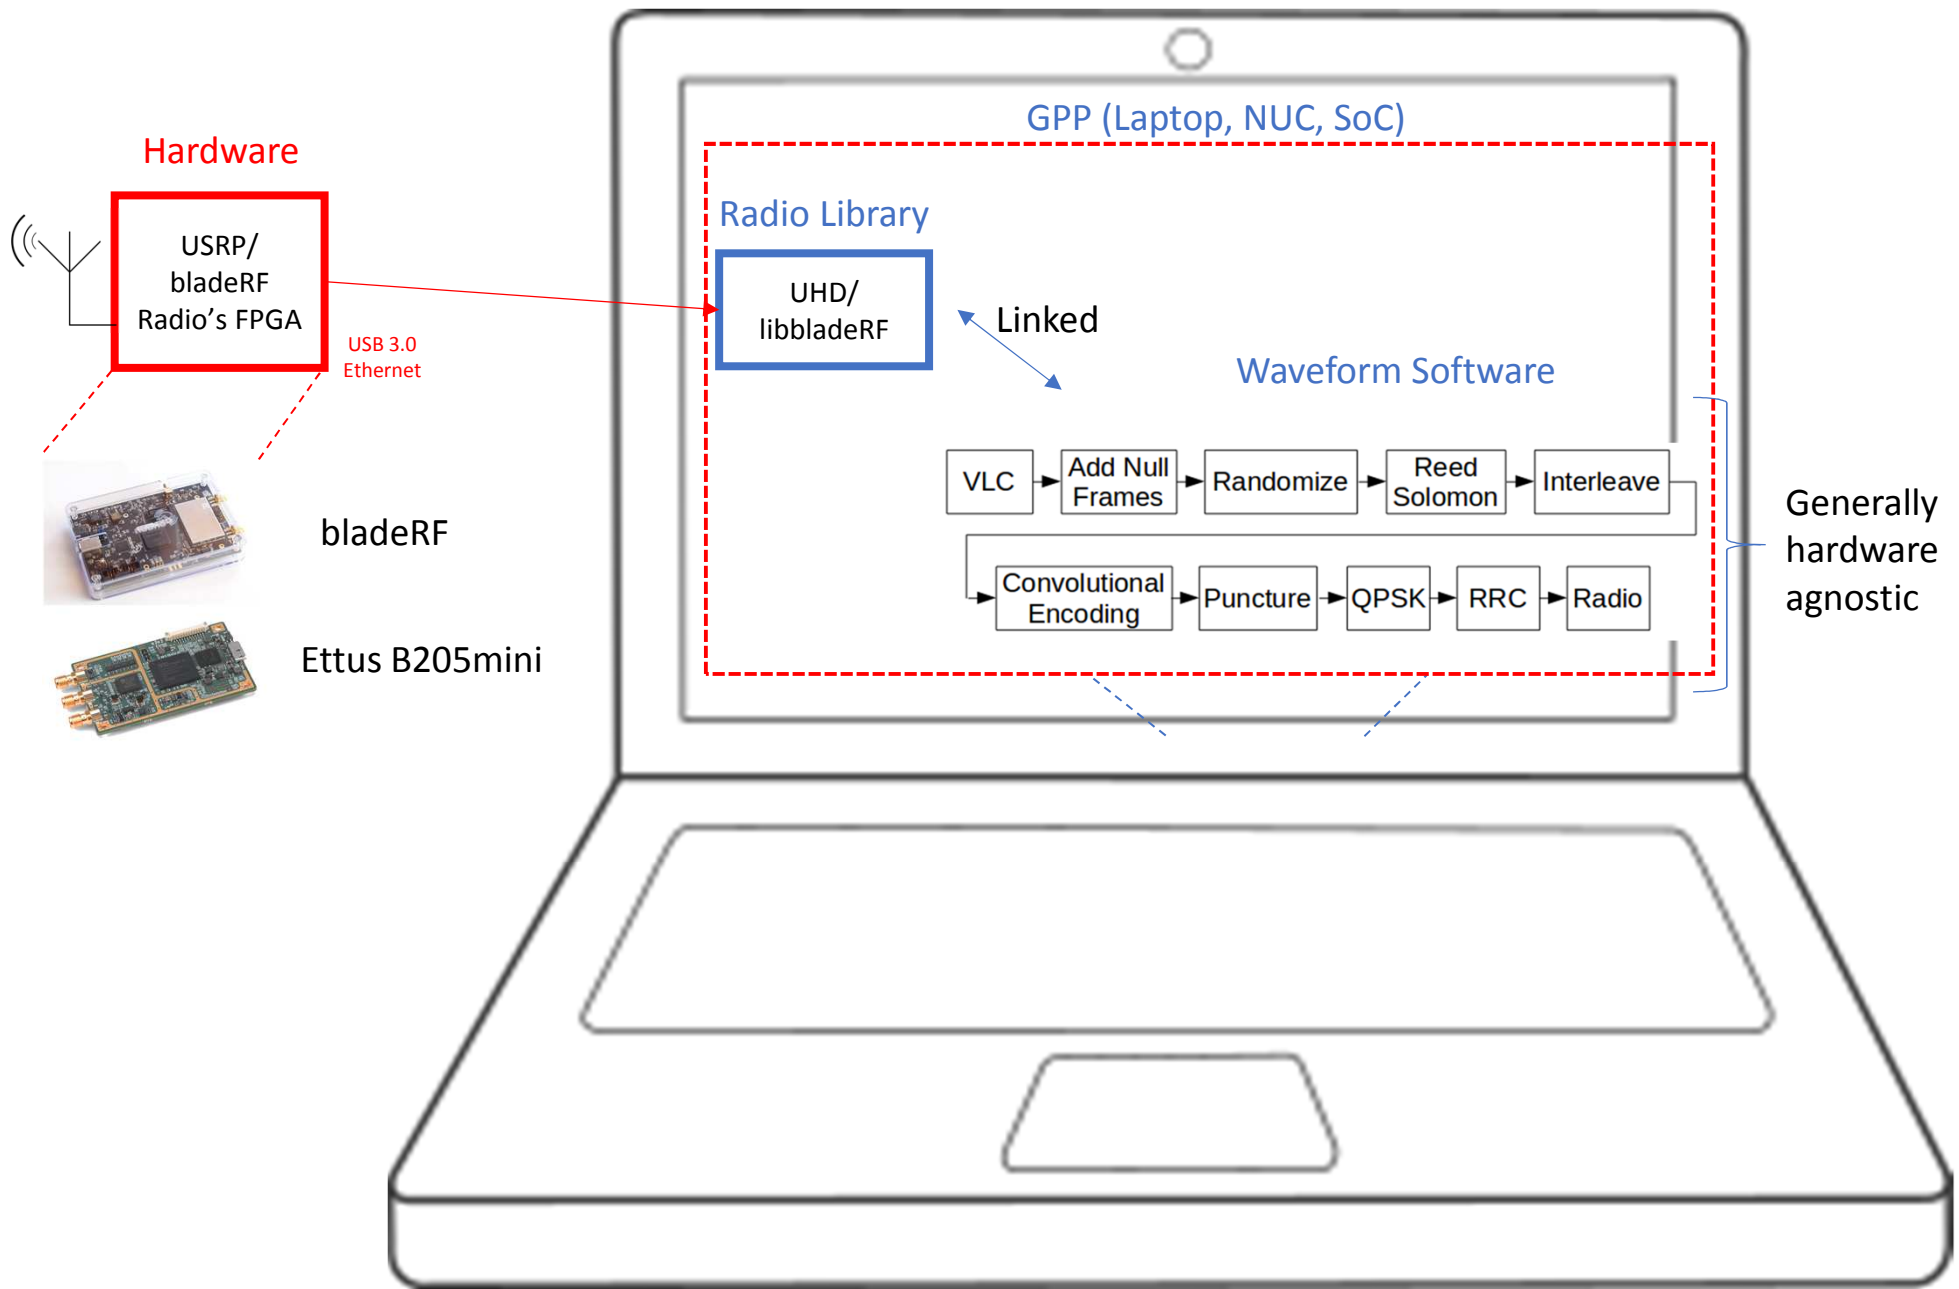 GPP (Laptop, NUC, SoC)
Hardware
USRP/
bladeRF
Radio’s FPGA
USB 3.0
Ethernet
Radio Library
UHD/
libbladeRF
Linked
Waveform Software
VLC
Add Null
Frames
Randomize
Reed
Solomon
Interleave
Convolutional
Encoding
Puncture
QPSK
RRC
Radio
Generally
hardware
agnostic
bladeRF
Ettus B205mini